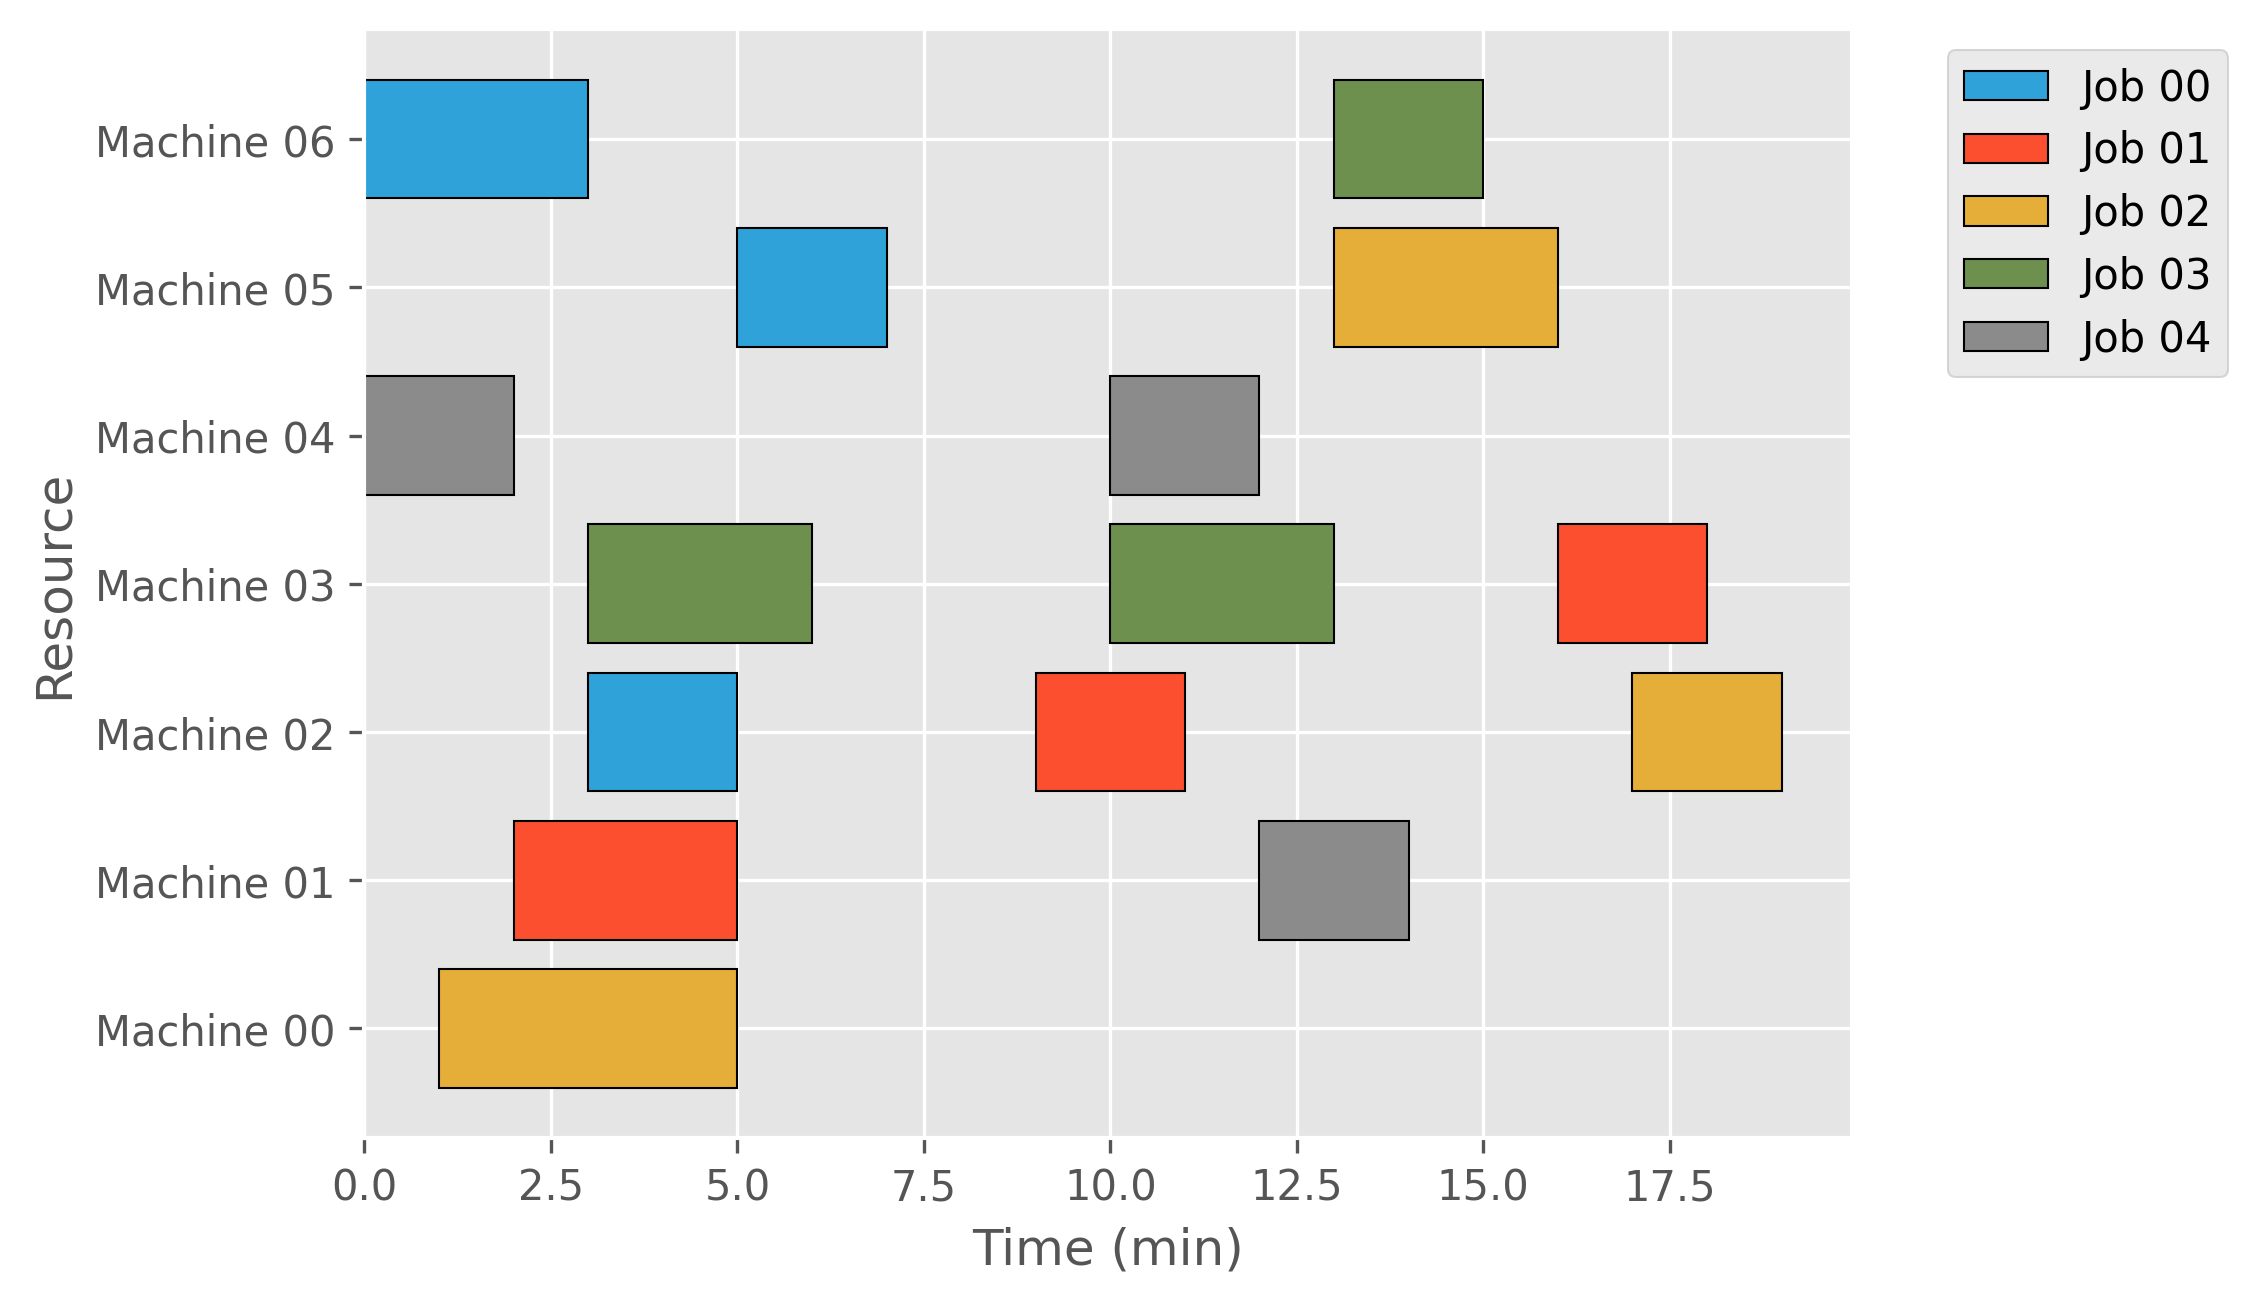 Machine 06
Machine 05
Machine 04
Machine 03
Machine 02
Machine 01
Machine 00
Resource
0.0 2.5 5.0 7.5 10.0 12.5 15.0 17.5
Time (min)
Job 00
Job 01
Job 02
Job 03
Job 04